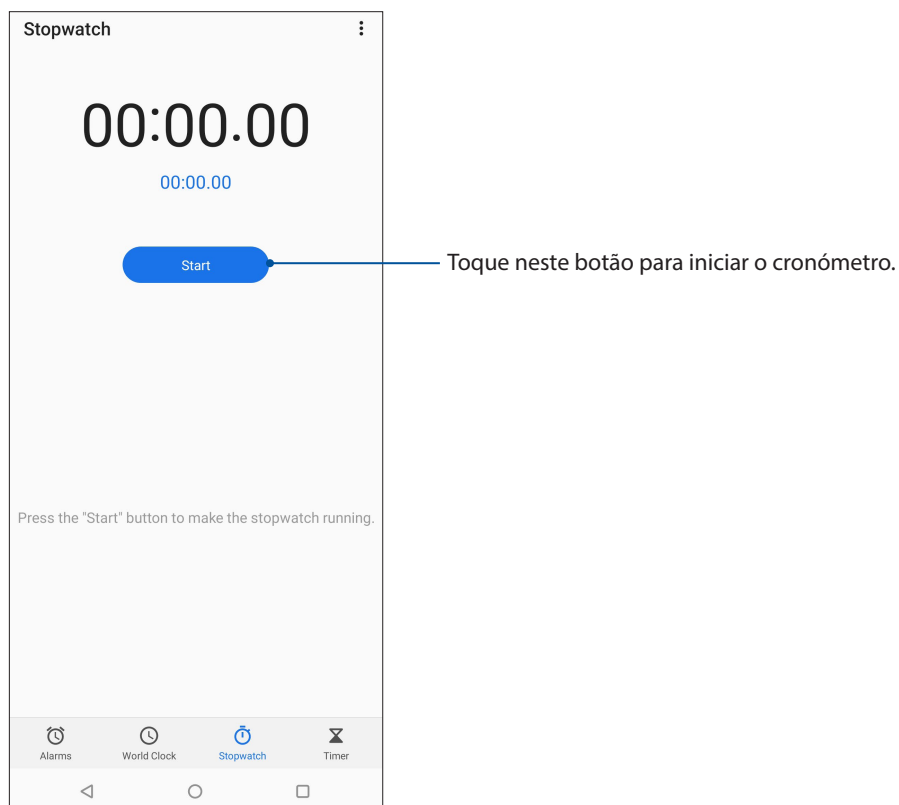 Stopwatch
00:00.00
00:00.00
Start
Toque neste botão para iniciar o cronómetro.
Press the "Start" button to make the stopwatch running.
Alarms World Clock Stopwatch Timer